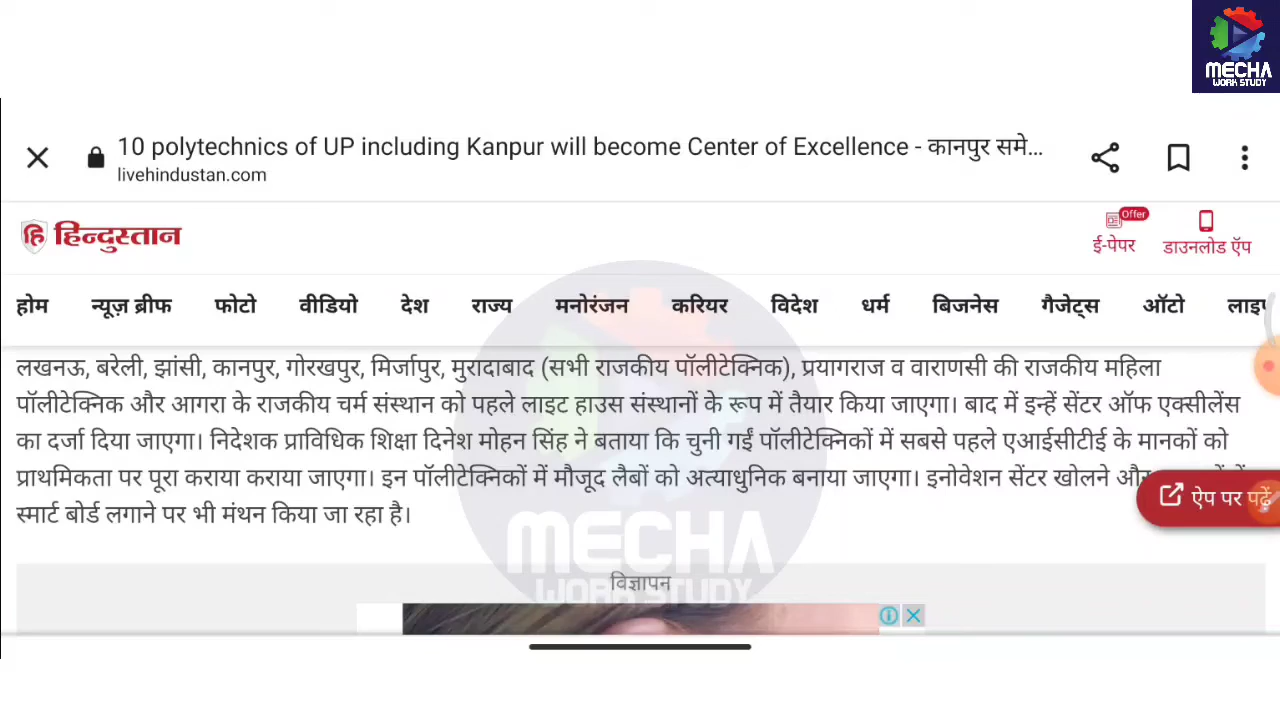 MECHA
WORK STUDY
10 polytechnics of UP including Kanpur will become Center of Excellence - कानपुर समे...
livehindustan.com
हि हिन्दुस्तान
Offer
ई-पेपर
डाउनलोड ऍप
होम न्यूज़ ब्रीफ फोटो वीडियो देश राज्य मनोरंजन करियर विदेश धर्म बिजनेस गैजेट्स ऑटो
लखनऊ, बरेली, झांसी, कानपुर, गोरखपुर, मिर्जापुर, मुरादाबाद (सभी राजकीय पॉलीटेक्निक), प्रयागराज व वाराणसी की राजकीय महिला
पॉलीटेक्निक और आगरा के राजकीय चर्म संस्थान को पहले लाइट हाउस संस्थानों के रूप में तैयार किया जाएगा। बाद में इन्हें सेंटर ऑफ एक्सीलेंस
का दर्जा दिया जाएगा। निदेशक प्राविधिक शिक्षा दिनेश मोहन सिंह ने बताया कि चुनी गईं पॉलीटेक्निकों में सबसे पहले एआईसीटीई के मानकों को
प्राथमिकता पर पूरा कराया कराया जाएगा। इन पॉलीटेक्निकों में मौजूद लैबों को अत्याधुनिक बनाया जाएगा। इनोवेशन सेंटर खोलने
ऐप पर पढ़ें
स्मार्ट बोर्ड लगाने पर भी मंथन किया जा रहा है।
MECHA
WORK STUDY
विज्ञापन